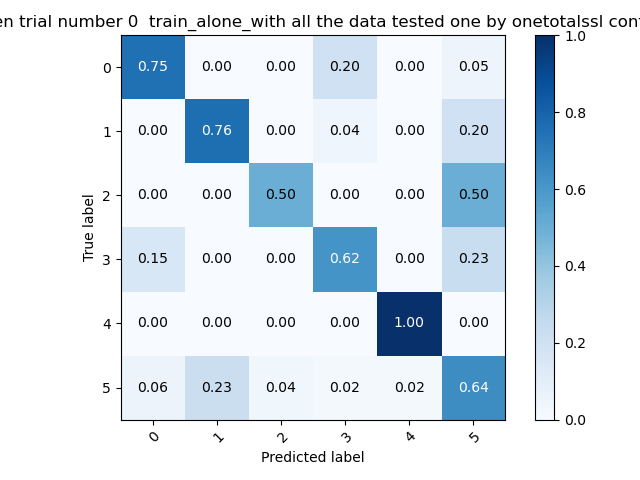 en trial number 0 train_alone_with all the data tested one by onetotalssl con
True label
0 0.75 0.00 0.00 0.20 0.00 0.05
1 0.00 0.76 0.00 0.04 0.00 0.20
2 0.00 0.00 0.50 0.00 0.00 0.50
3 0.15 0.00 0.00 0.62 0.00 0.23
4 0.00 0.00 0.00 0.00 1.00 0.00
5 0.06 0.23 0.04 0.02 0.02 0.64
0 1 2 3 4 5
Predicted label
1.0
0.8
0.6
0.4
0.2
0.0